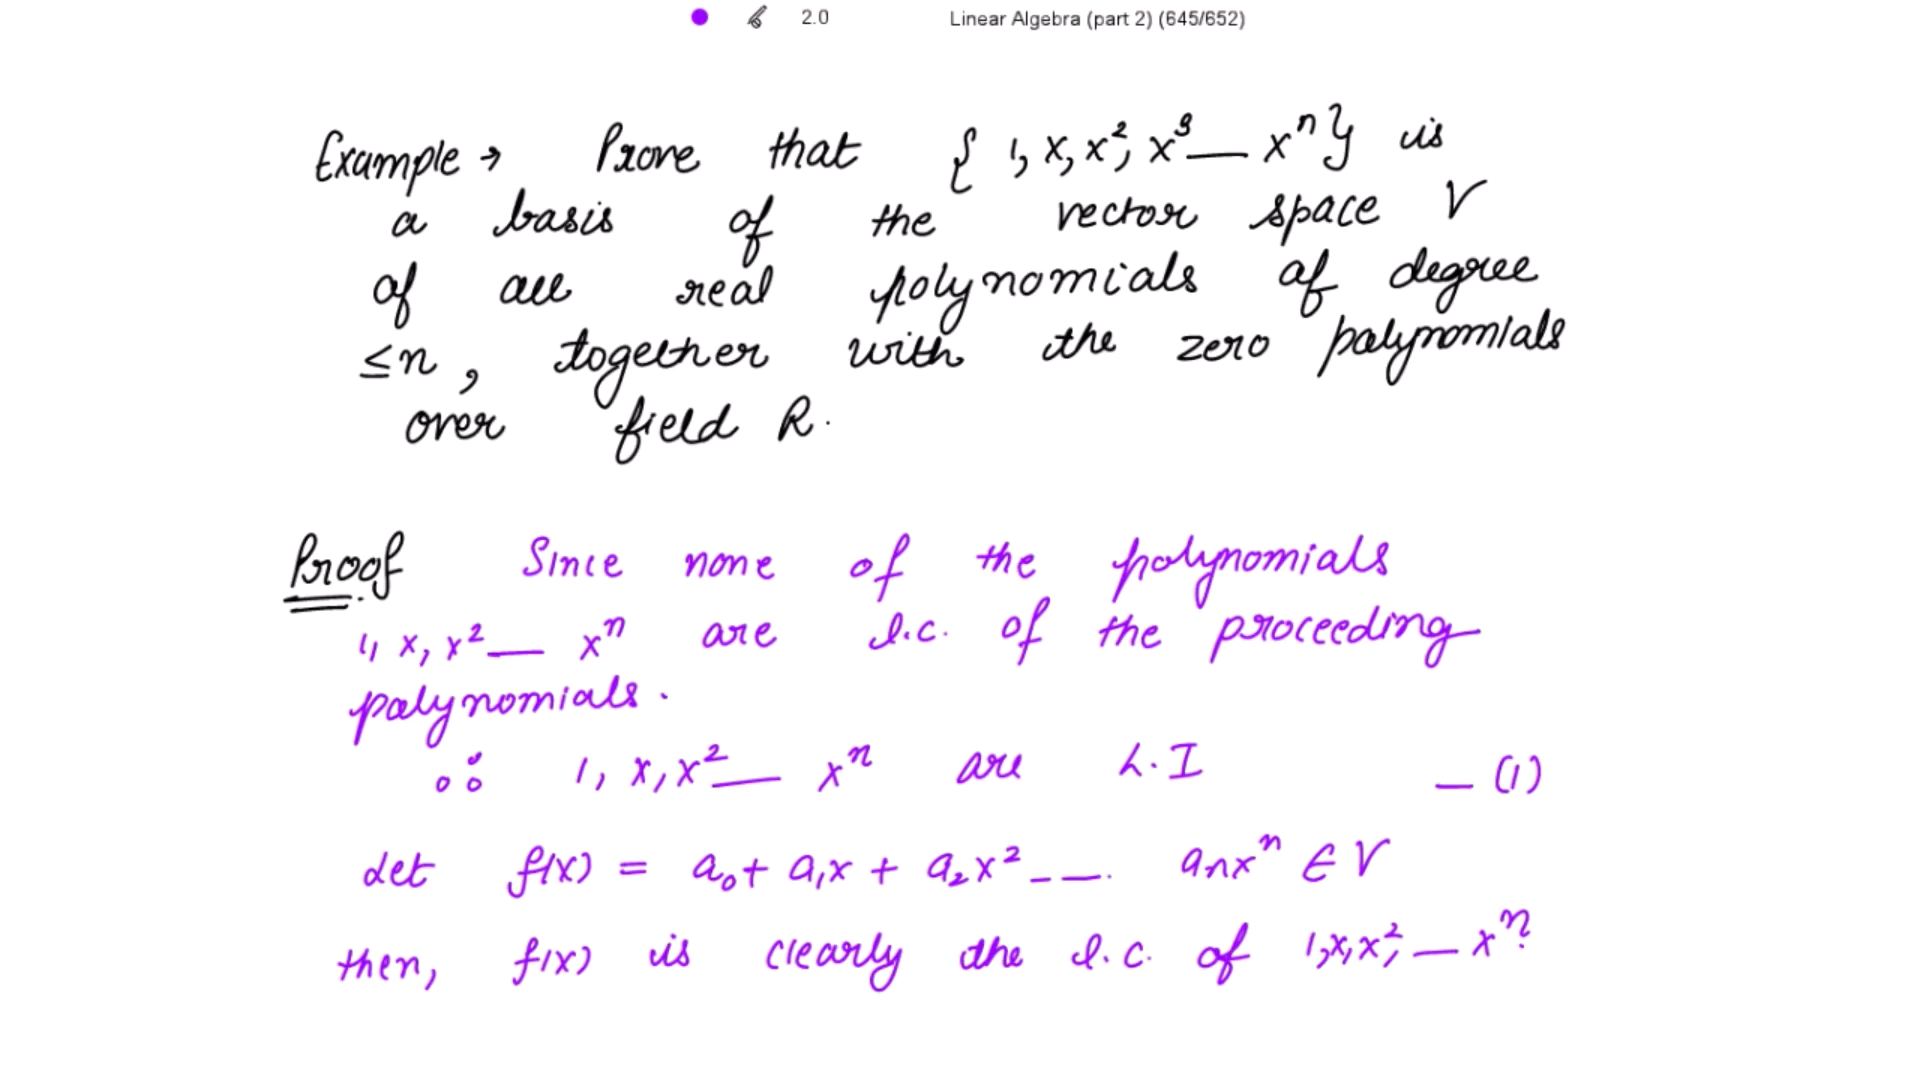 2.0 Linear Algebra (part 2) (645/652)
Example → Prove that { 1, x, x², x³ — xⁿ} is
a basis of the vector space V
of all real polynomials of degree
≤n, together with the zero polynomials
over field R.
Proof Since none of the polynomials
1, x, x² — xⁿ are l.c. of the proceeding
polynomials.
∴ 1, x, x² — xⁿ are L.I — (1)
Let f(x) = a₀ + a₁x + a₂x² - —. aₙxⁿ ∈ V
then, f(x) is clearly the l.c. of 1, x, x², — xⁿ.